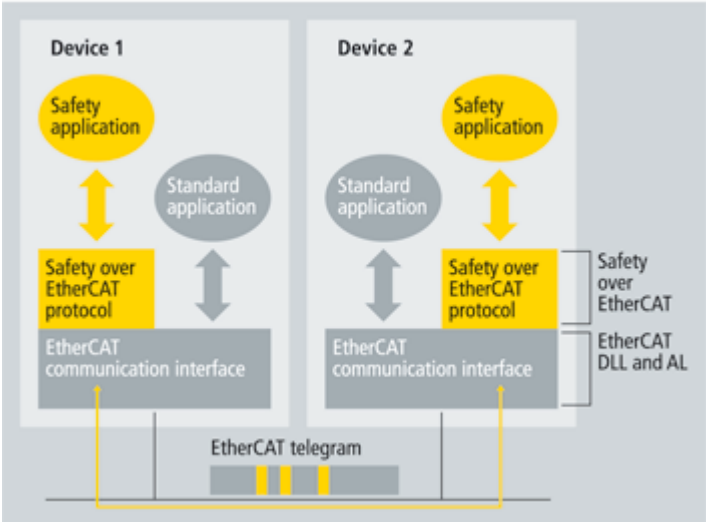 Device 1
Safety
application
Standard
application
Safety over
EtherCAT
protocol
EtherCAT
communication interface
Device 2
Safety
application
Standard
application
Safety over
EtherCAT
protocol
EtherCAT
communication interface
Safety
over
EtherCAT
EtherCAT
DLL and AL
EtherCAT telegram